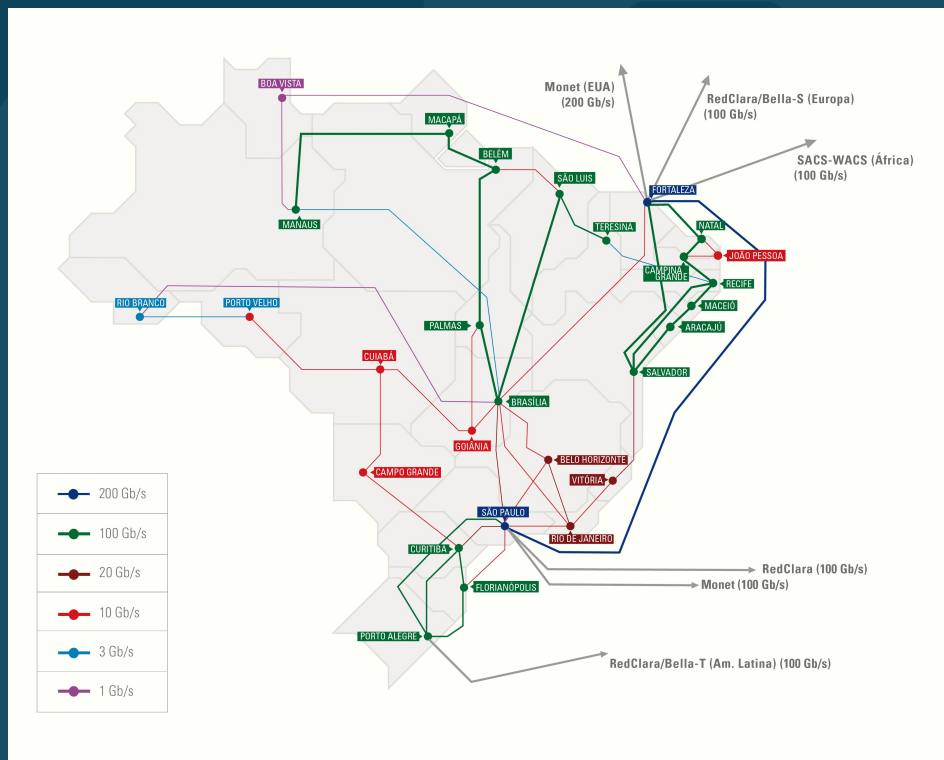 BOA VISTA
Monet (EUA)
(200 Gb/s)
RedClara/Bella-S (Europa)
(100 Gb/s)
MACAPÁ
BELÉM
SACS-WACS (África)
(100 Gb/s)
SÃO LUIS
FORTALEZA
MANAUS
TERESINA
NATAL
JOÃO PESSOA
CAMPINA
GRANDE
RECIFE
RIO BRANCO
PORTO VELHO
MACEIÓ
PALMAS
ARACAJÚ
CUIABÁ
SALVADOR
BRASÍLIA
GOIÂNIA
BELO HORIZONTE
CAMPO GRANDE
VITÓRIA
200 Gb/s
SÃO PAULO
100 Gb/s
RIO DE JANEIRO
CURITIBA
20 Gb/s
RedClara (100 Gb/s)
Monet (100 Gb/s)
FLORIANÓPOLIS
10 Gb/s
PORTO ALEGRE
3 Gb/s
RedClara/Bella-T (Am. Latina) (100 Gb/s)
1 Gb/s